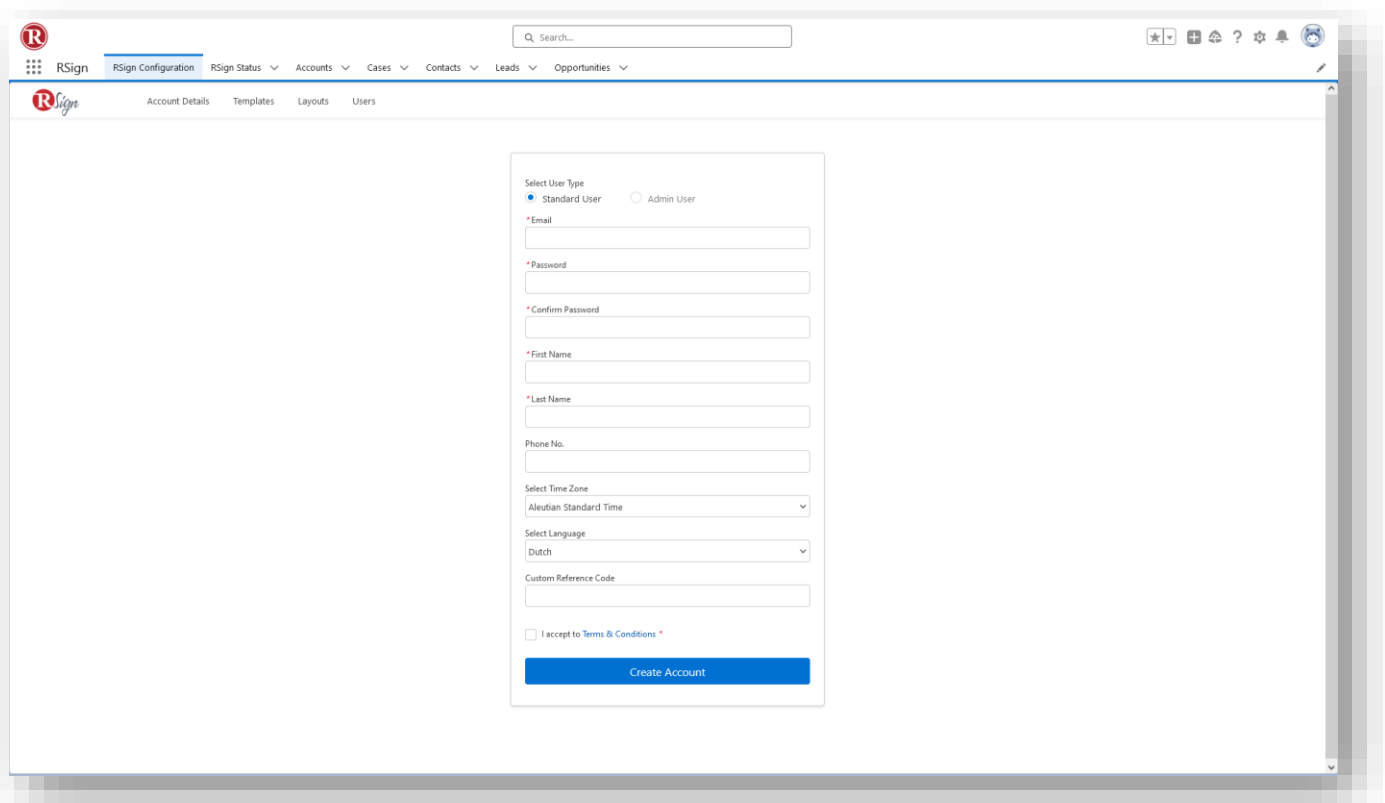 R
Search...
RSign RSign Configuration RSign Status Accounts Cases Contacts Leads Opportunities
RSign Account Details Templates Layouts Users
Select User Type
Standard User Admin User
*Email
*Password
*Confirm Password
*First Name
*Last Name
Phone No.
Select Time Zone
Aleutian Standard Time
Select Language
Dutch
Custom Reference Code
I accept to Terms & Conditions *
Create Account